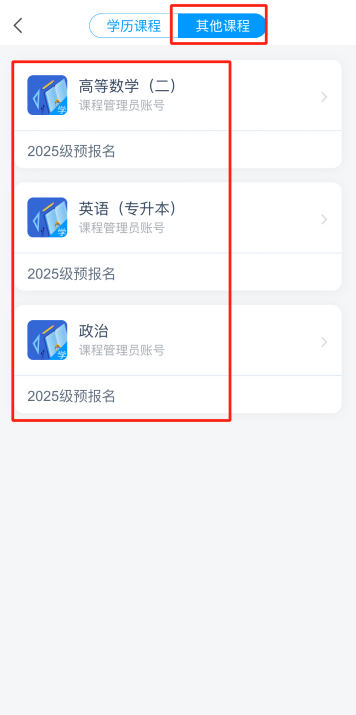 学历课程 其他课程
高等数学（二）
课程管理员账号
学
2025级预报名
英语（专升本）
课程管理员账号
学
2025级预报名
政治
课程管理员账号
学
2025级预报名